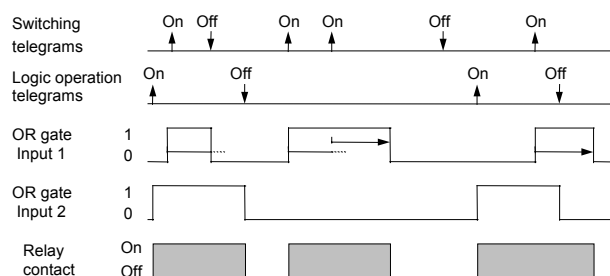 Switching
telegrams
On Off On On Off On
Logic operation
telegrams
On Off On Off
OR gate
Input 1
1
0
OR gate
Input 2
1
0
Relay
contact
On
Off